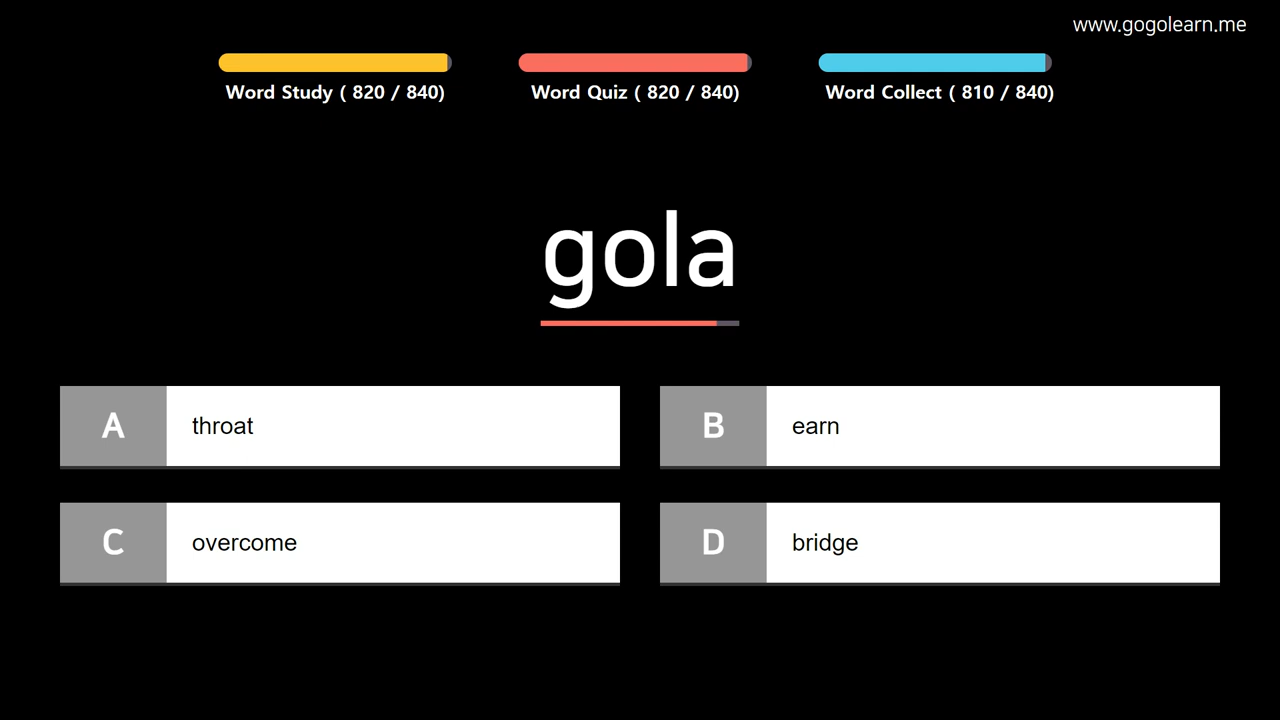 www.gogolearn.me
Word Study ( 820 / 840)
Word Quiz ( 820 / 840)
Word Collect ( 810 / 840)
gola
A throat
B earn
C overcome
D bridge